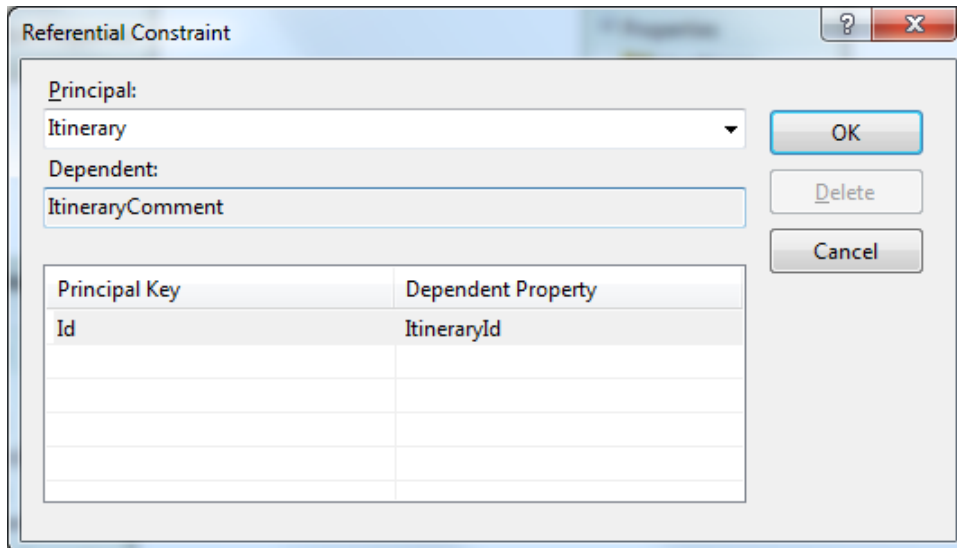 Referential Constraint
Principal:
Itinerary
OK
Dependent:
Delete
ItineraryComment
Cancel
Principal Key Dependent Property
Id ItineraryId